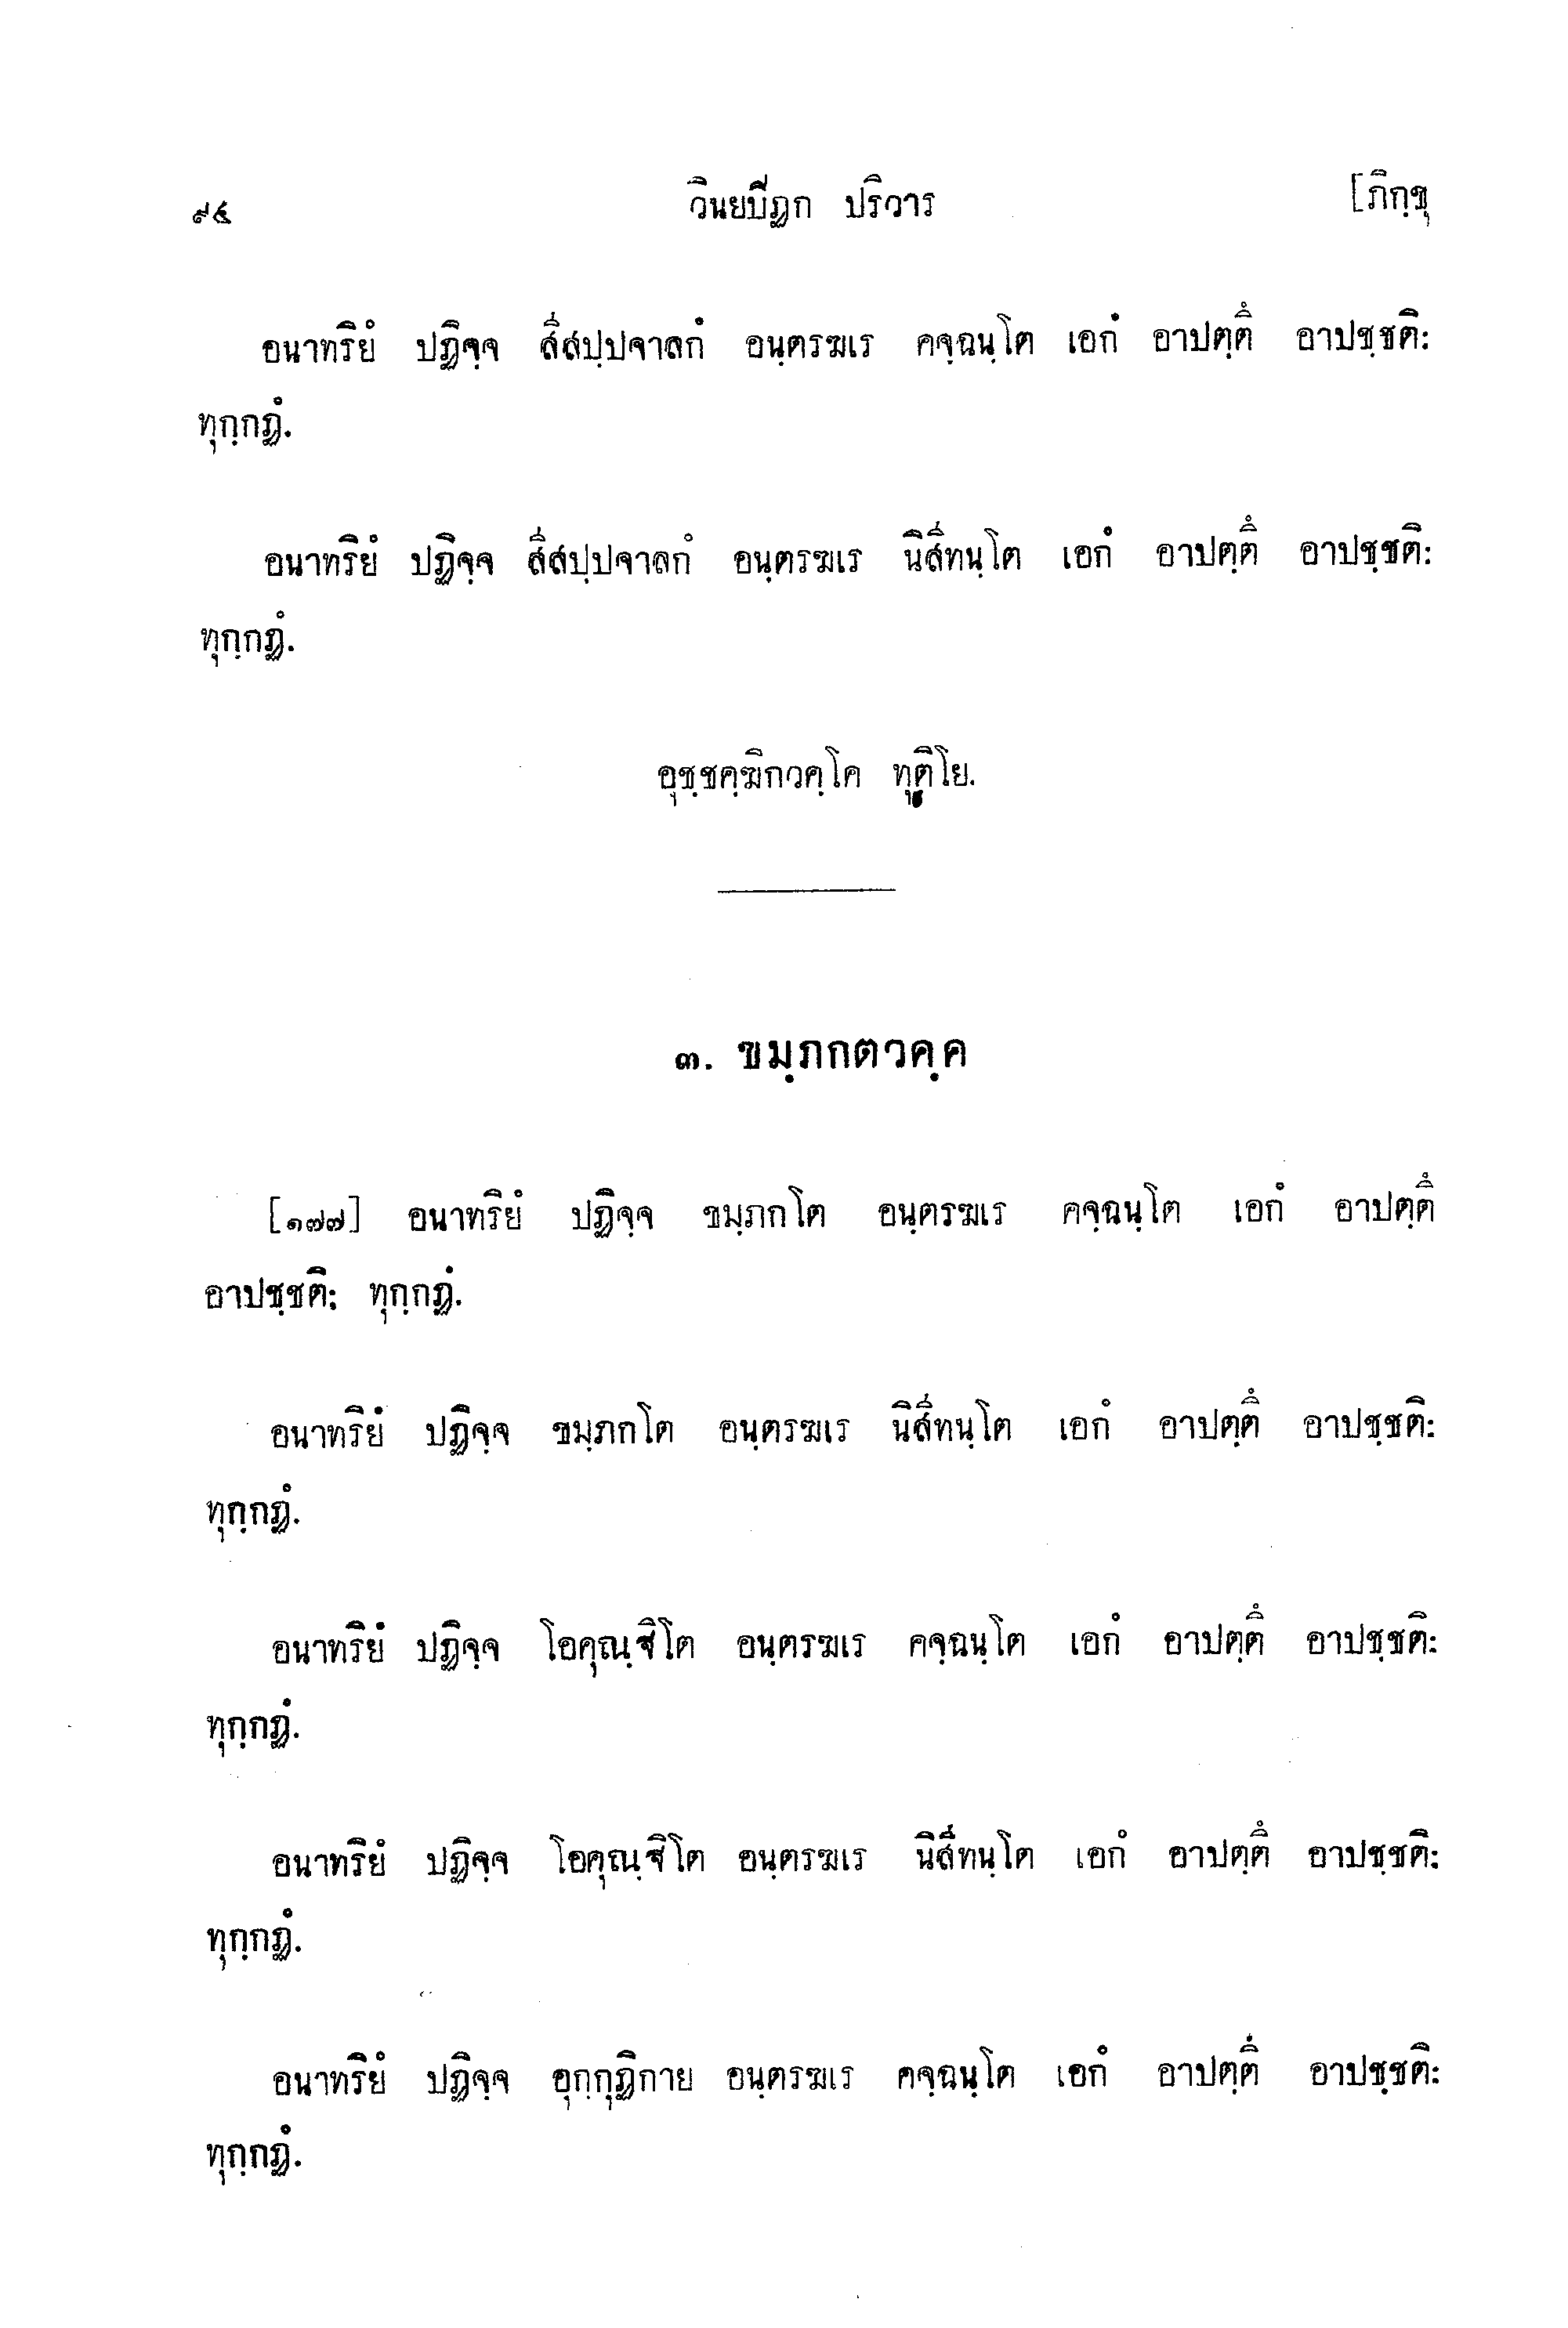 ๙๔ วินยปิฏก ปริวาร [ภิกฺขุ
อนาทริยํ ปฏิจฺจ สีสปฺปจาลกํ อนฺตรฆเร คจฺฉนฺโต เอกํ อาปตฺตึ อาปชฺชติ:
ทุกฺกฏํ.
อนาทริยํ ปฏิจฺจ สีสปฺปจาลกํ อนฺตรฆเร นิสีทนฺโต เอกํ อาปตฺตึ อาปชฺชติ:
ทุกฺกฏํ.
อุชฺชคฺฆิกวคฺโค ทุติโย.
๓. ขมฺภกตวคฺค
[๑๗๗] อนาทริยํ ปฏิจฺจ ขมฺภกโต อนฺตรฆเร คจฺฉนฺโต เอกํ อาปตฺตึ
อาปชฺชติ: ทุกฺกฏํ.
อนาทริยํ ปฏิจฺจ ขมฺภกโต อนฺตรฆเร นิสีทนฺโต เอกํ อาปตฺตึ อาปชฺชติ:
ทุกฺกฏํ.
อนาทริยํ ปฏิจฺจ โอคุณฺฐิโต อนฺตรฆเร คจฺฉนฺโต เอกํ อาปตฺตึ อาปชฺชติ:
ทุกฺกฏํ.
อนาทริยํ ปฏิจฺจ โอคุณฺฐิโต อนฺตรฆเร นิสีทนฺโต เอกํ อาปตฺตึ อาปชฺชติ:
ทุกฺกฏํ.
อนาทริยํ ปฏิจฺจ อุกฺกุฏิกาย อนฺตรฆเร คจฺฉนฺโต เอกํ อาปตฺตึ อาปชฺชติ:
ทุกฺกฏํ.